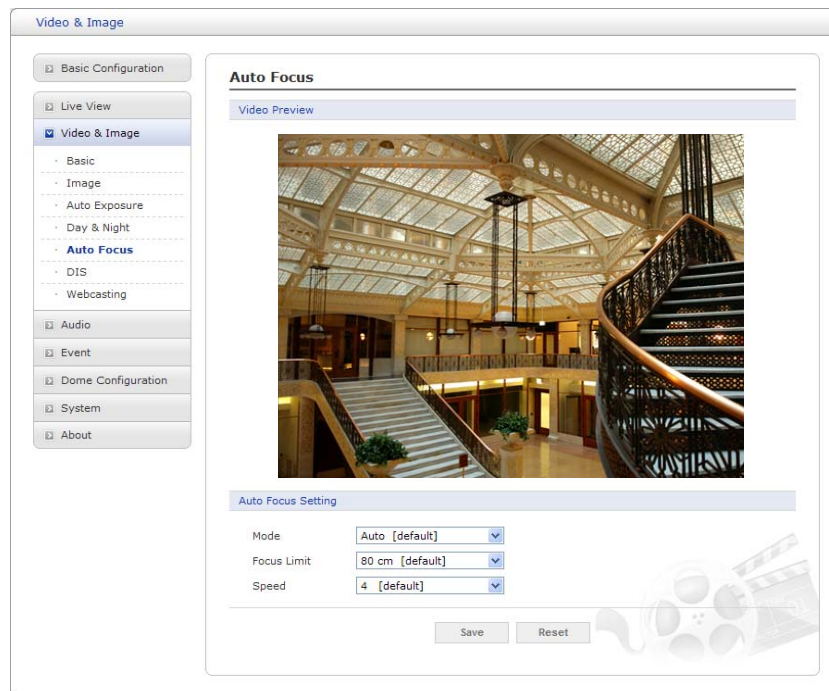 Video & Image
Basic Configuration
Live View
Video & Image
Basic
Image
Auto Exposure
Day & Night
Auto Focus
DIS
Webcasting
Audio
Event
Dome Configuration
System
About
Auto Focus
Video Preview
Auto Focus Setting
Mode Auto [default]
Focus Limit 80 cm [default]
Speed 4 [default]
Save Reset